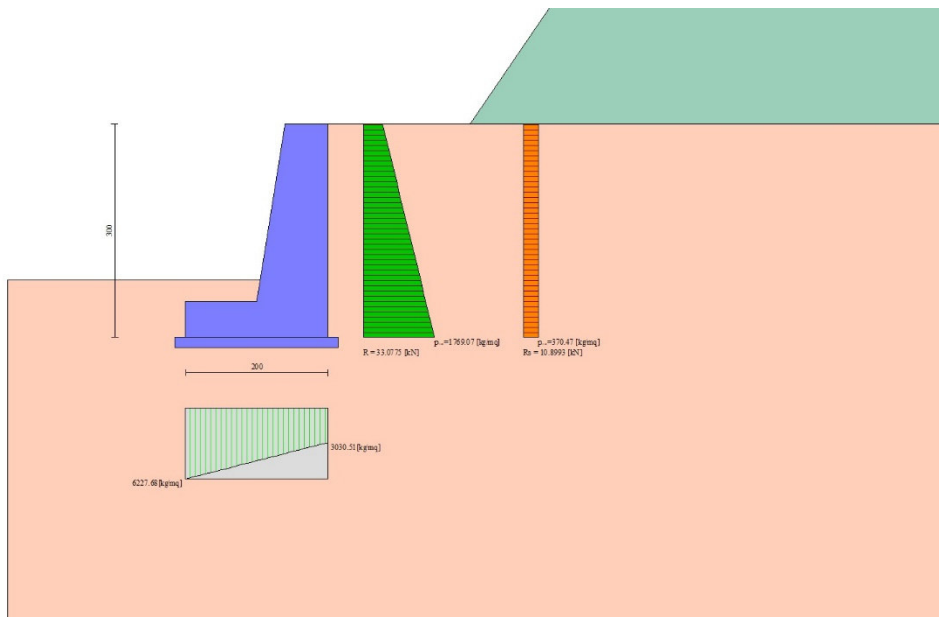 300
p...=1769.07 [kg/mq]
R = 33.0775 [kN]
p...=370.47 [kg/mq]
Rs = 10.8993 [kN]
200
3030.51 [kg/mq]
6227.68 [kg/mq]